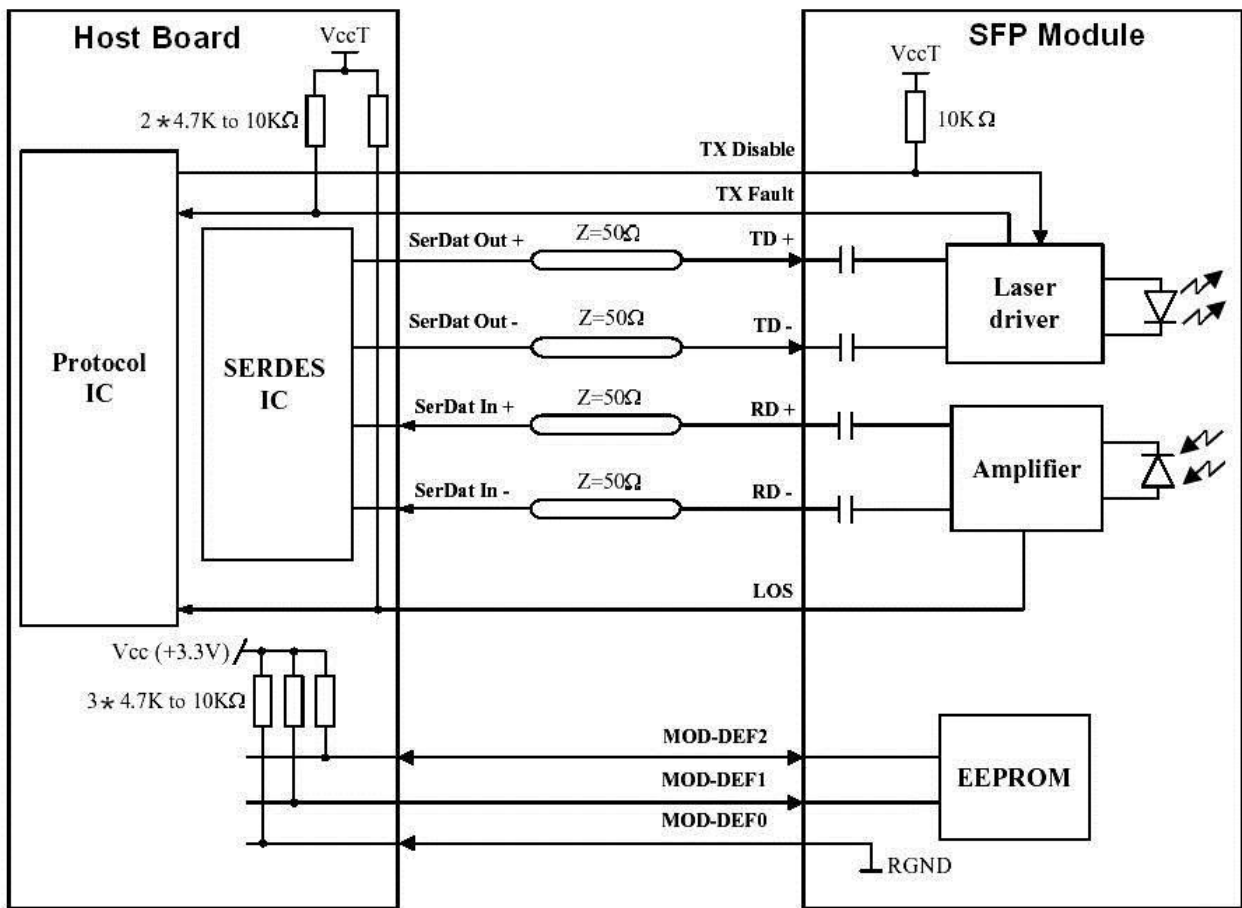 Host Board
SFP Module
VccT
VccT
2*4.7K to 10KΩ
10KΩ
TX Disable
TX Fault
SerDat Out +
Z=50Ω
TD +
Laser
driver
SerDat Out -
Z=50Ω
TD -
Protocol
IC
SERDES
IC
SerDat In +
Z=50Ω
RD +
Amplifier
SerDat In -
Z=50Ω
RD -
LOS
Vcc (+3.3V)
3*4.7K to 10KΩ
MOD-DEF2
MOD-DEF1
MOD-DEF0
EEPROM
RGND